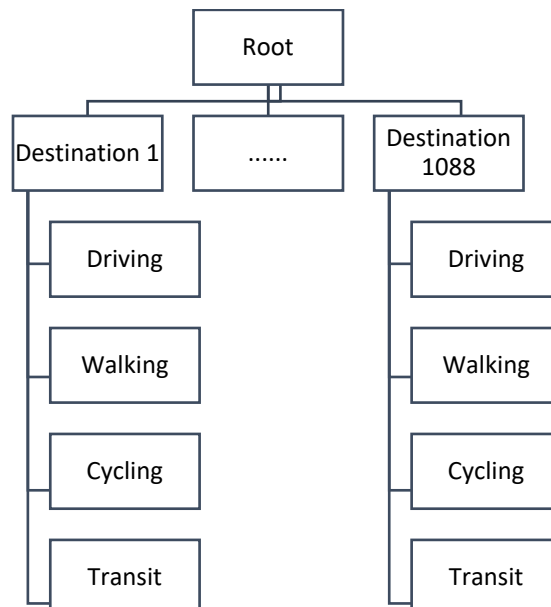 Root
Destination 1
......
Destination
1088
Driving
Walking
Cycling
Transit
Driving
Walking
Cycling
Transit